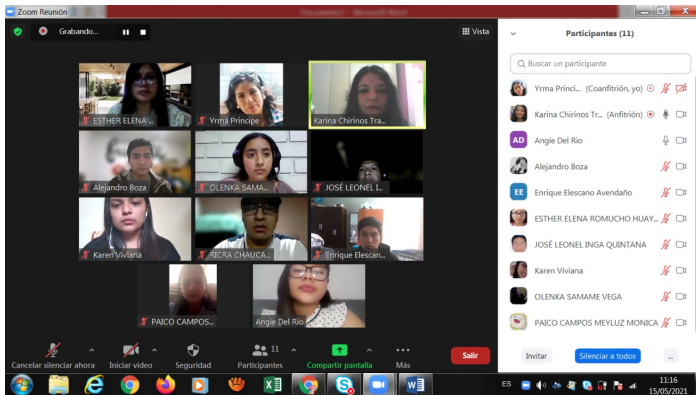 Zoom Reunión
Grabando...
Vista
ESTHER ELENA...
Yrma Principe
Karina Chirinos Tra...
Alejandro Boza
OLENKA SAMA...
JOSÉ LEONEL I...
Karen Viviana
RICRA CHAUCA...
Enrique Elescan...
PAICO CAMPOS...
Angie Del Rio
Cancelar silenciar ahora
Iniciar video
Seguridad
Participantes
11
Compartir pantalla
Más
Salir
Participantes (11)
Buscar un participante
Yrma Princi... (Coanfitrión, yo)
Karina Chirinos Tr... (Anfitrión)
AD Angie Del Rio
Alejandro Boza
EE Enrique Elescano Avendaño
ESTHER ELENA ROMUCHO HUAY...
JOSÉ LEONEL INGA QUINTANA
Karen Viviana
OLENKA SAMAME VEGA
PAICO CAMPOS MEYLUZ MONICA
Invitar
Silenciar a todos
...
ES
11:16
15/05/2021